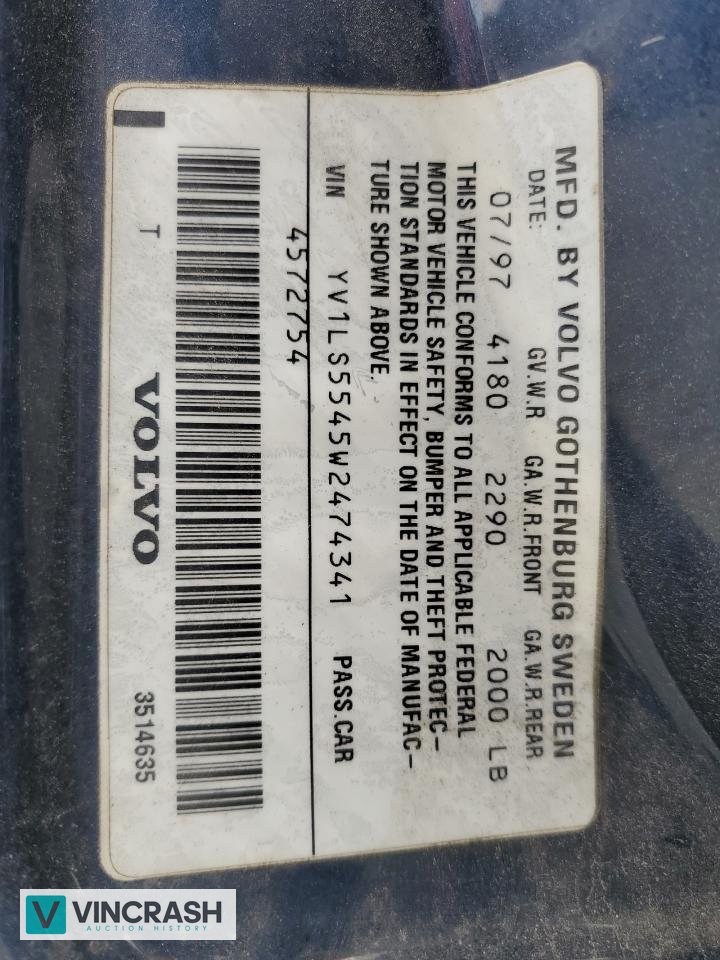 MFD. BY VOLVO GOTHENBURG SWEDEN
DATE: GV.W.R GA.W.R.FRONT GA.W.R.REAR
07/97 4180 2290 2000 LB
THIS VEHICLE CONFORMS TO ALL APPLICABLE FEDERAL
MOTOR VEHICLE SAFETY, BUMPER AND THEFT PROTEC-
TION STANDARDS IN EFFECT ON THE DATE OF MANUFAC-
TURE SHOWN ABOVE.
VIN YV1LS5545W2474341 PASS.CAR
4572754
T VOLVO 3514635
V VINCRASH
AUCTION HISTORY